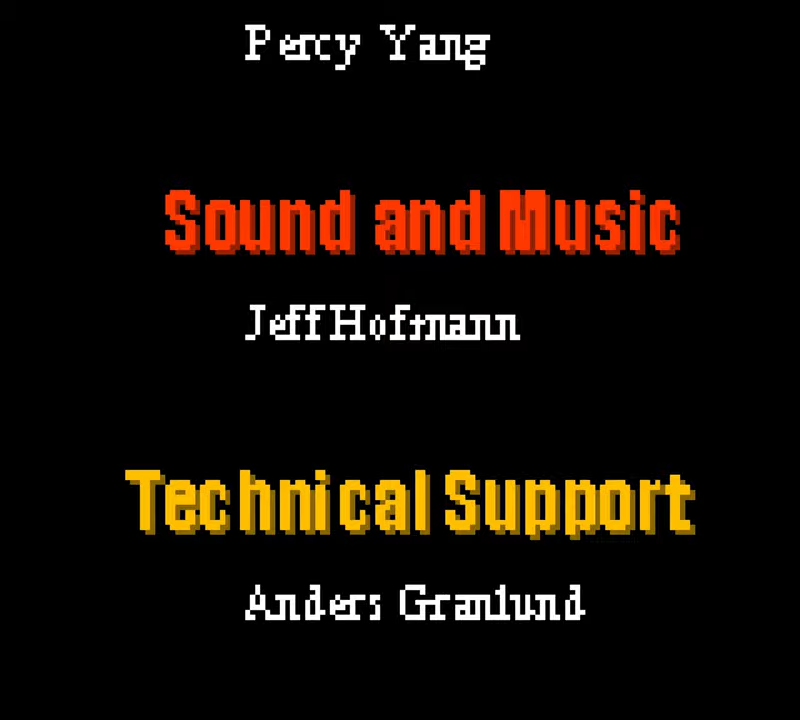 Percy Yang
Sound and Music
Jeff Hofmann
Technical Support
Anders Granlund